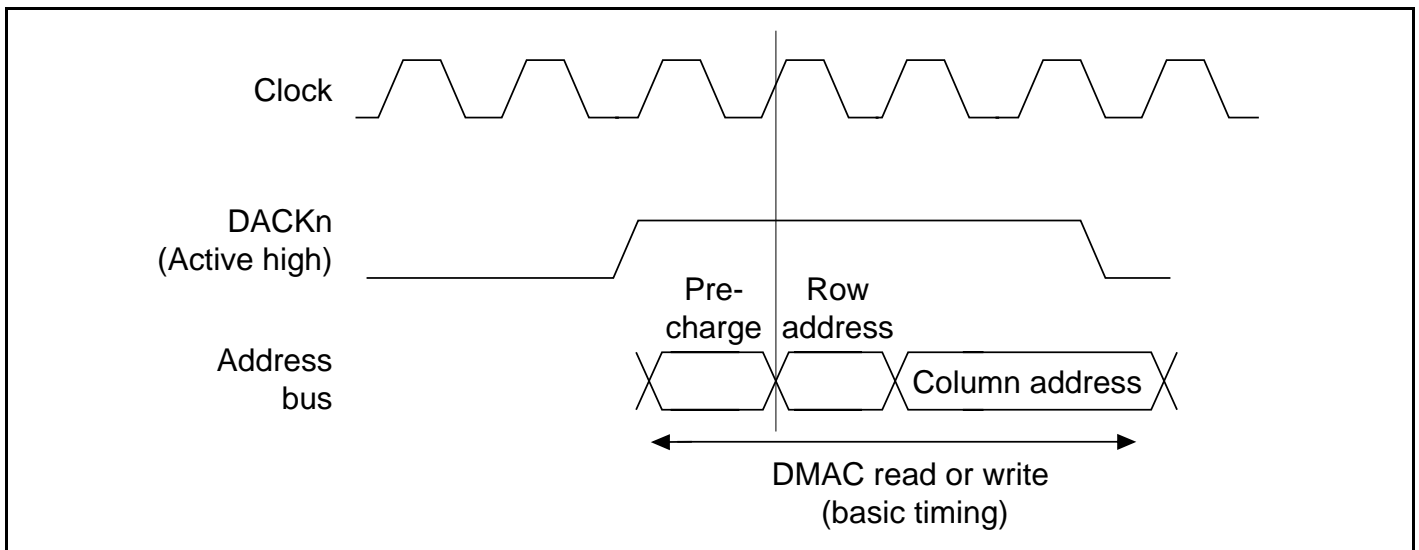 Clock
DACKn
(Active high)
Pre-
charge
Row
address
Address
bus
Column address
DMAC read or write
(basic timing)